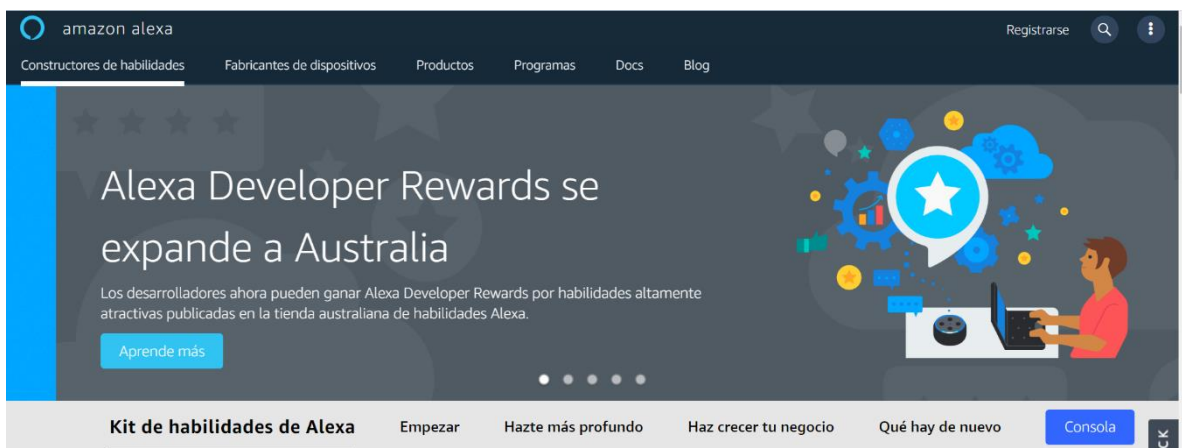 amazon alexa
Registrarse
Constructores de habilidades Fabricantes de dispositivos Productos Programas Docs Blog
Alexa Developer Rewards se
expande a Australia
Los desarrolladores ahora pueden ganar Alexa Developer Rewards por habilidades altamente
atractivas publicadas en la tienda australiana de habilidades Alexa.
Aprende más
Kit de habilidades de Alexa Empezar Hazte más profundo Haz crecer tu negocio Qué hay de nuevo Consola